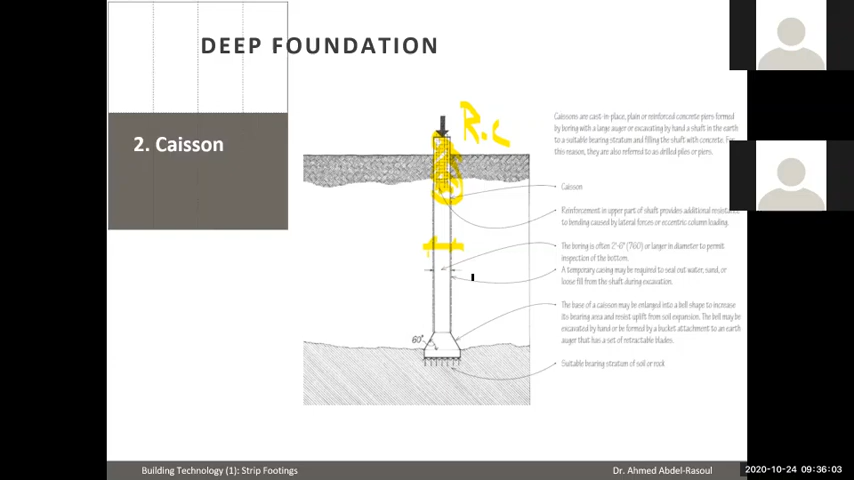 DEEP FOUNDATION
2. Caisson
R.C
Caissons are cast-in-place, plain or reinforced concrete piers formed
by boring with a large auger or excavating by hand a shaft in the earth
to a suitable bearing stratum and filling the shaft with concrete. For
this reason, they are also referred to as drilled piles or piers.
Caisson
Reinforcement in upper part of shaft provides additional resistance
to bending caused by lateral forces or eccentric column loading.
The boring is often 2'-6" (760) or larger in diameter to permit
inspection of the bottom.
A temporary casing may be required to seal out water, sand, or
loose fill from the shaft during excavation.
The base of a caisson may be enlarged into a bell shape to increase
its bearing area and resist uplift from soil expansion. The bell may be
excavated by hand or be formed by a bucket attachment to an earth
auger that has a set of retractable blades.
60°
Suitable bearing stratum of soil or rock
Building Technology (1): Strip Footings
Dr. Ahmed Abdel-Rasoul
2020-10-24 09:36:03